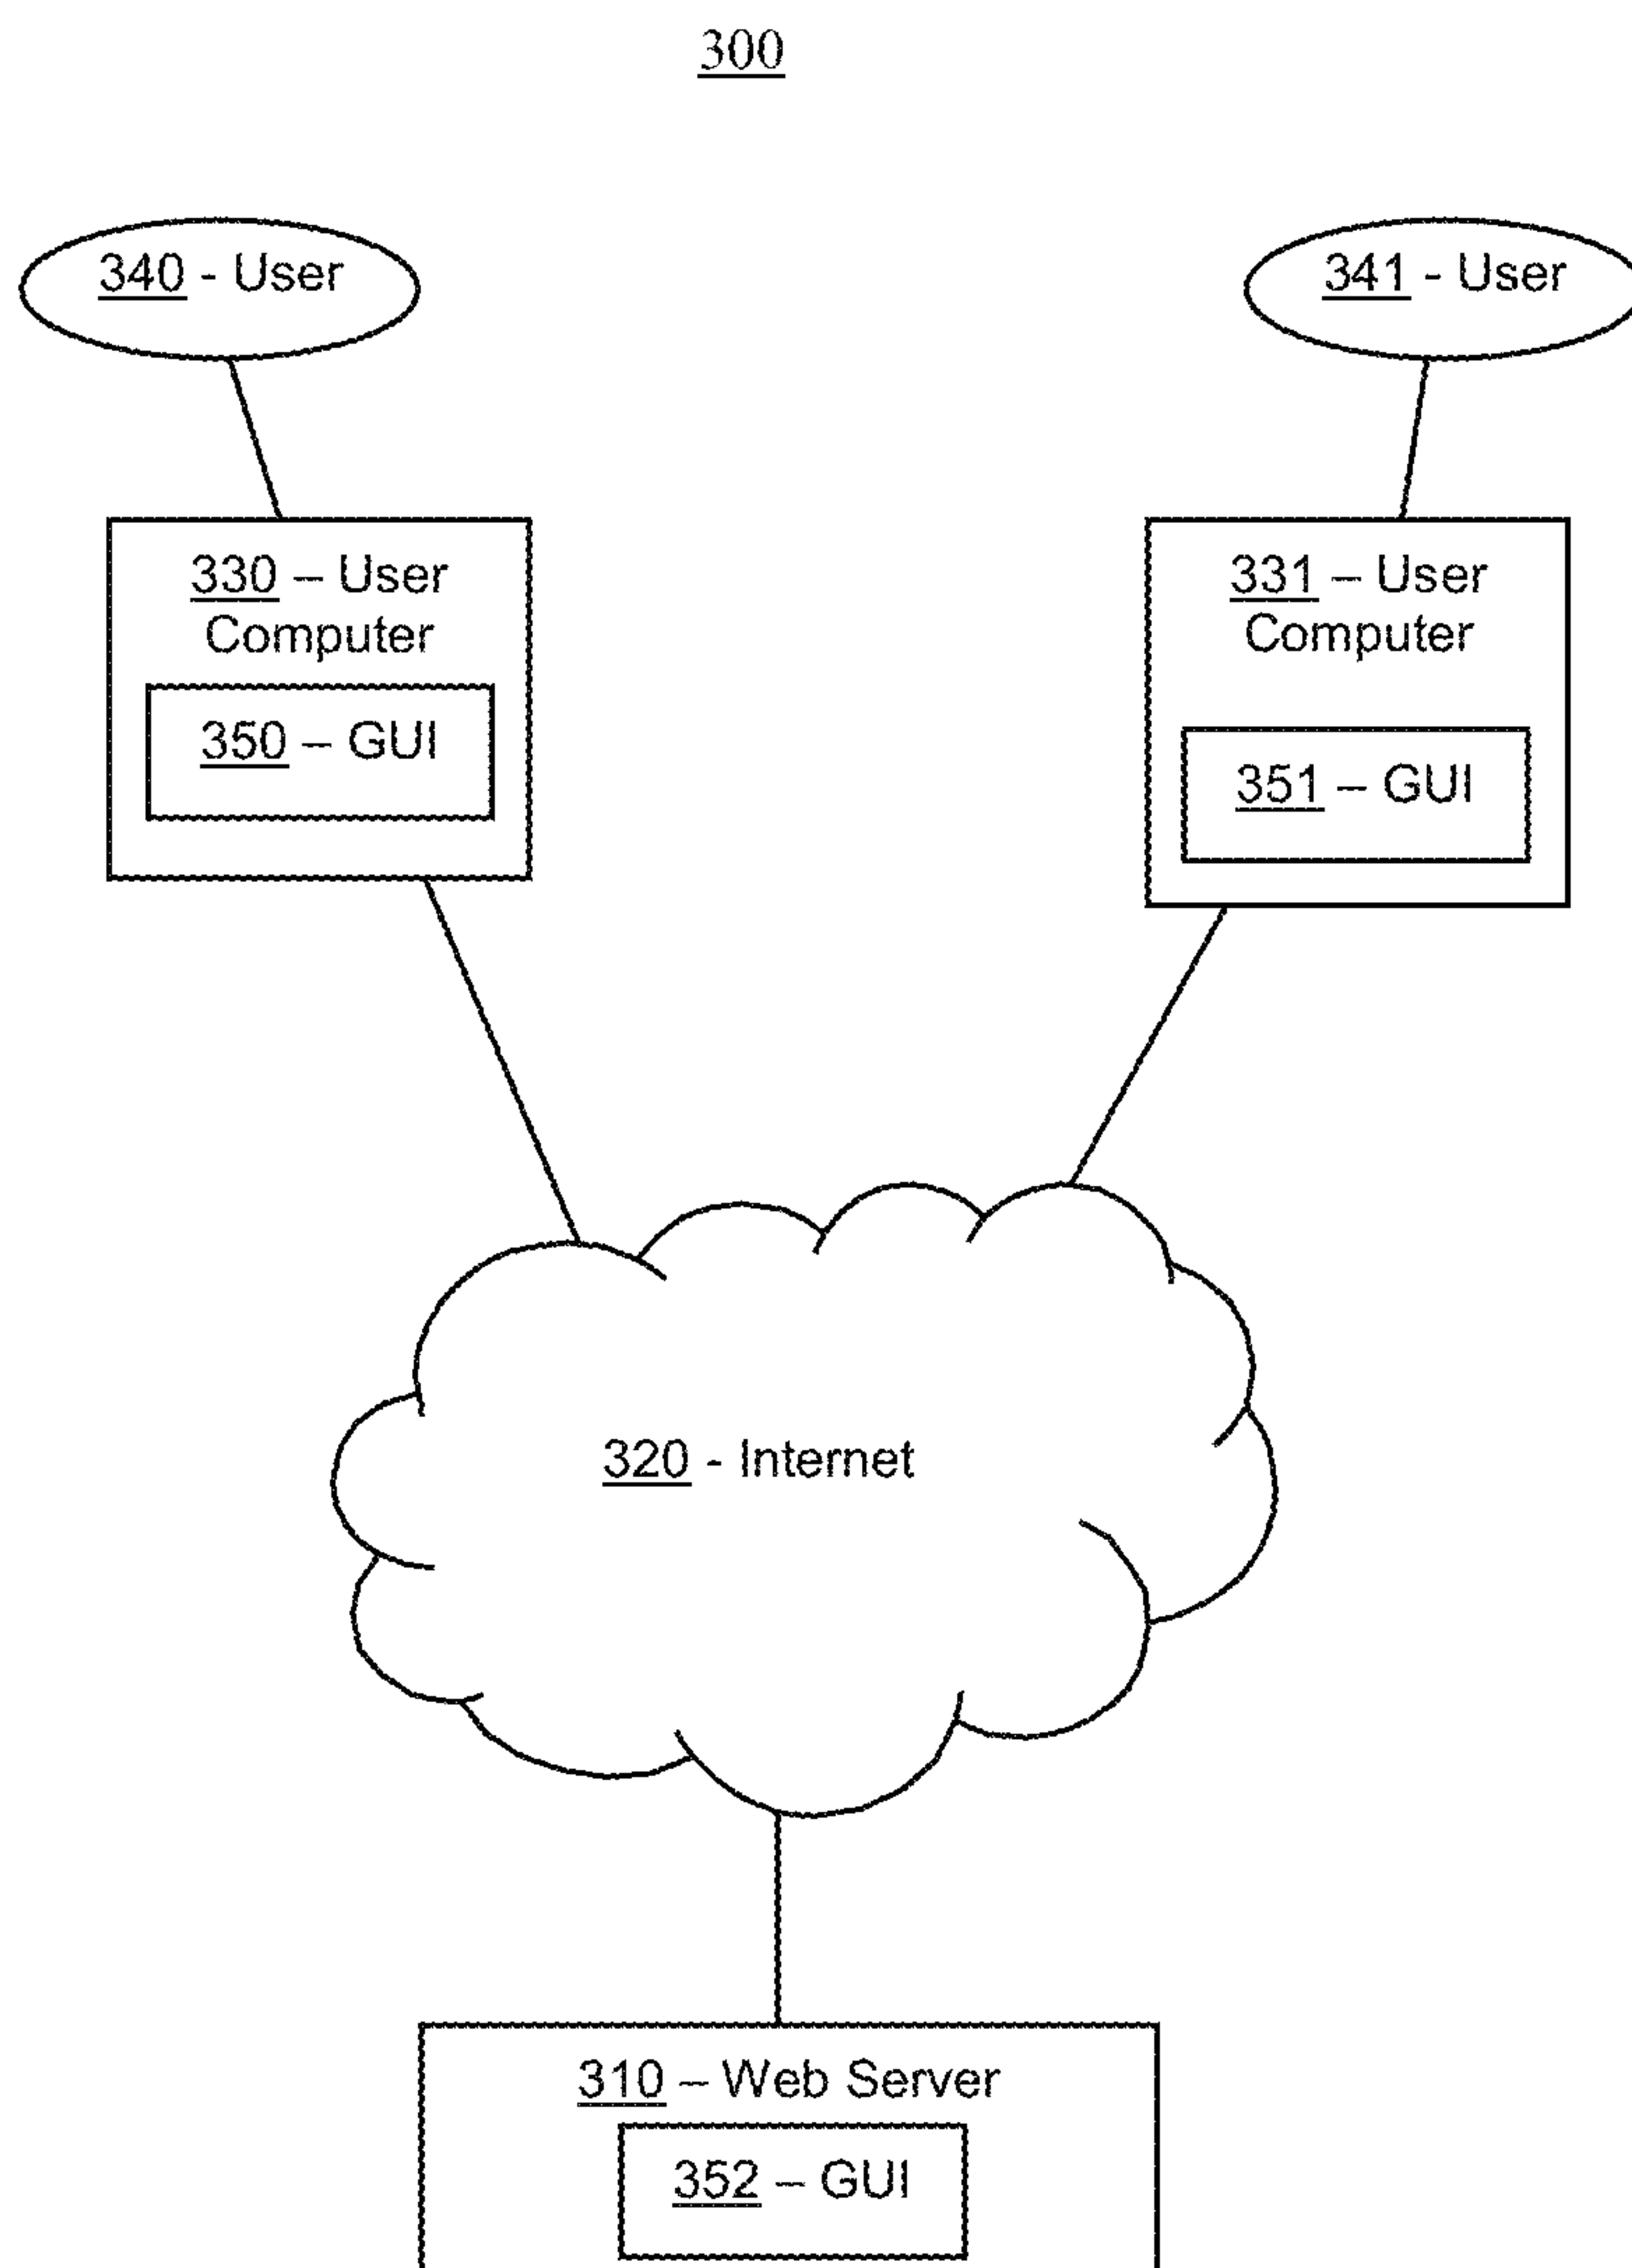 300
340 - User
341 - User
330 – User
Computer
350 – GUI
331 – User
Computer
351 – GUI
320 - Internet
310 – Web Server
352 – GUI